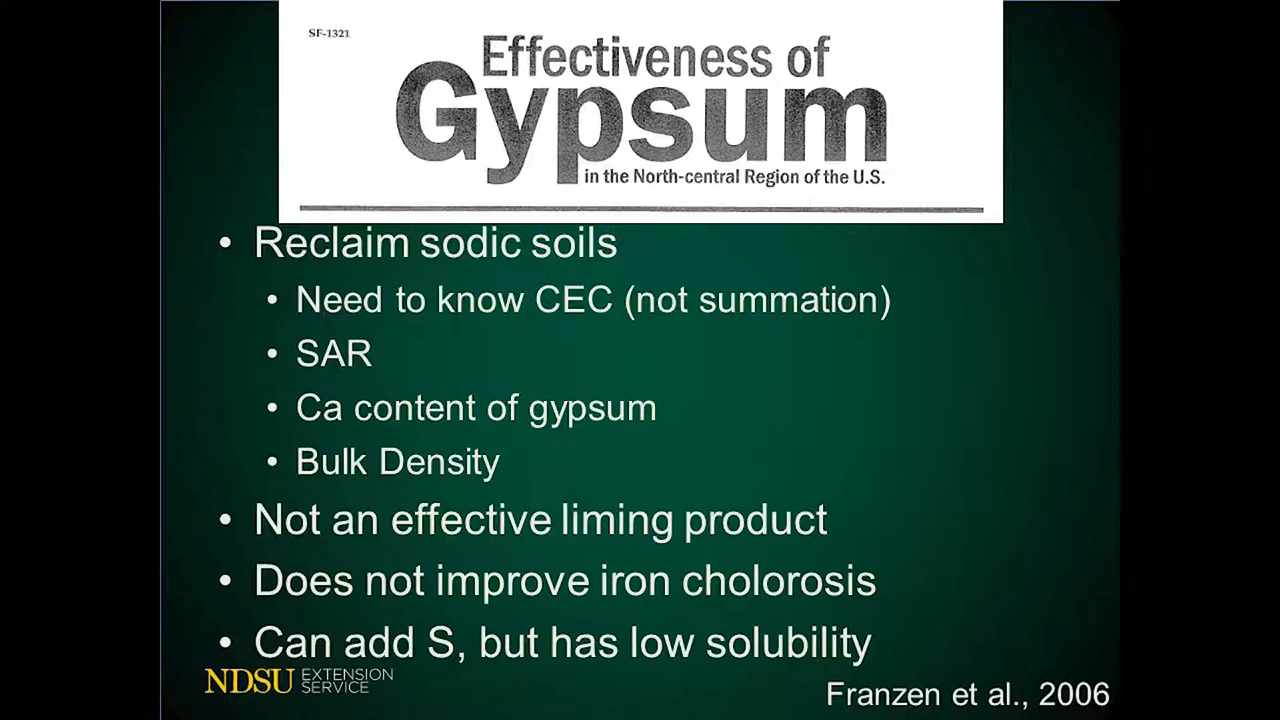 SF-1321
Effectiveness of
Gypsum
in the North-central Region of the U.S.
• Reclaim sodic soils
• Need to know CEC (not summation)
• SAR
• Ca content of gypsum
• Bulk Density
• Not an effective liming product
• Does not improve iron cholorosis
• Can add S, but has low solubility
NDSU EXTENSION
SERVICE
Franzen et al., 2006